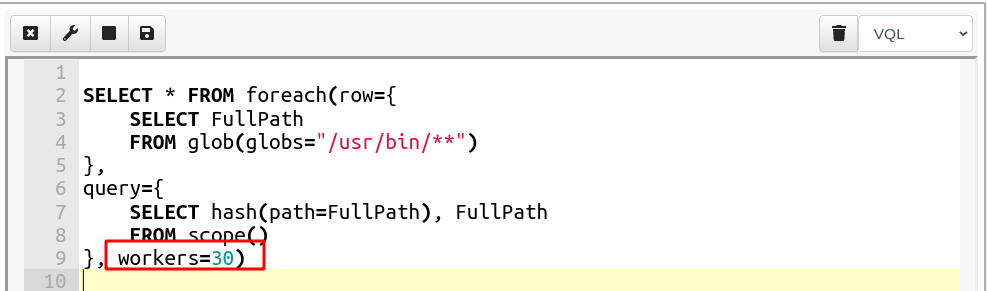 VQL
1
2 SELECT * FROM foreach(row={
3     SELECT FullPath
4     FROM glob(globs="/usr/bin/**")
5 },
6 query={
7     SELECT hash(path=FullPath), FullPath
8     FROM scope()
9 }, workers=30)
10